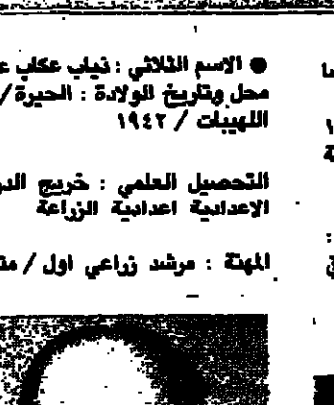 ● الاسم الثلاثي : ذياب عكاب
محل وتاريخ الولادة : الحيرة /
اللهيبات / ١٩٤٢
التحصيل العلمي : خريج
الاعدادية اعدادية الزراعة
المهنة : مرشد زراعي اول /